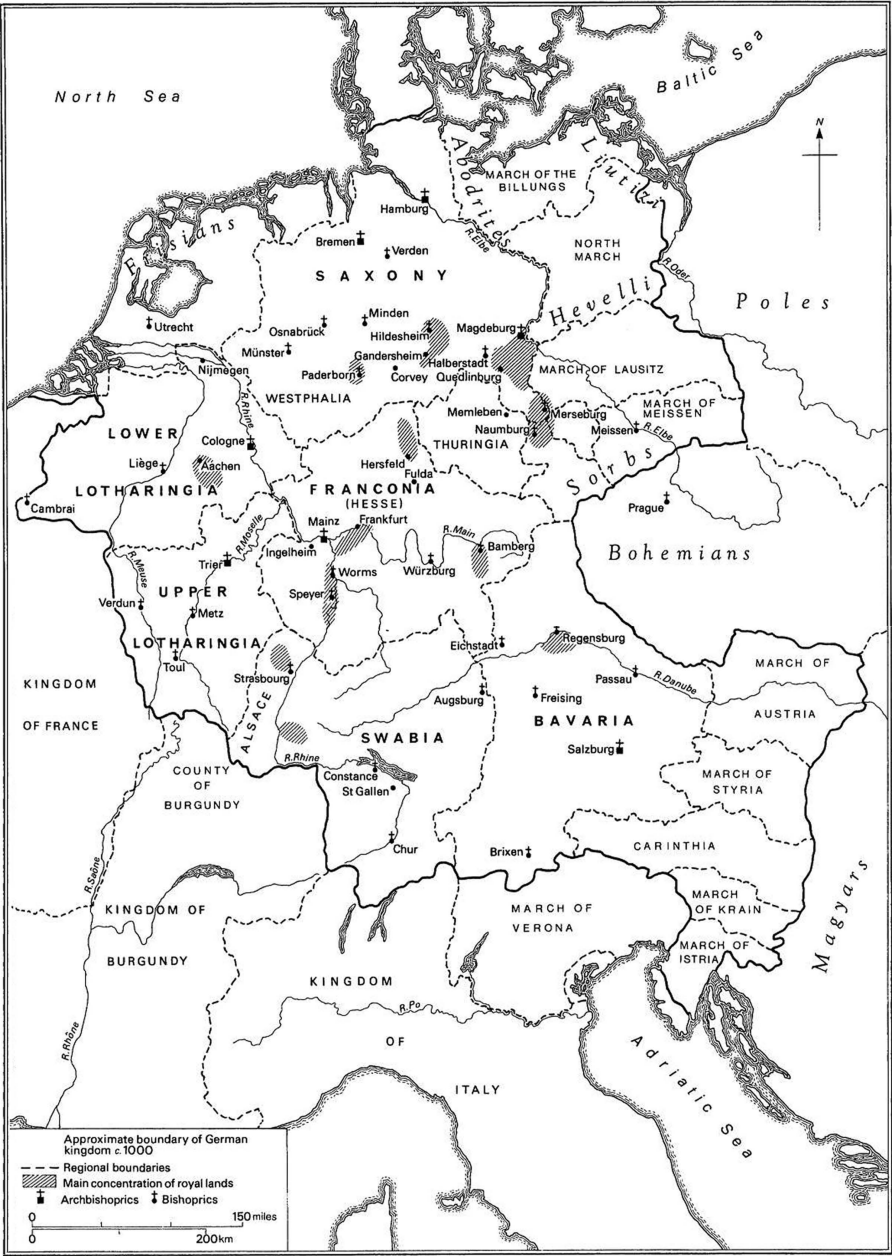 North Sea
Baltic Sea
N
Abodrites
Liutizi
MARCH OF THE
BILLUNGS
Hamburg
R.Elbe
Bremen
Verden
NORTH
MARCH
R.Oder
Frisians
SAXONY
Hevelli
Poles
Utrecht
Osnabrück
Minden
Hildesheim
Magdeburg
Münster
Gandersheim
Halberstadt
Nijmegen
Paderborn
Corvey
Quedlinburg
MARCH OF LAUSITZ
R.Rhine
WESTPHALIA
Memleben
Merseburg
MARCH OF
MEISSEN
LOWER
Cologne
THURINGIA
Naumburg
Meissen
R.Elbe
Liège
Aachen
Hersfeld
Fulda
Sorbs
LOTHARINGIA
FRANCONIA
(HESSE)
Cambrai
Prague
R.Moselle
Mainz
Frankfurt
R.Main
Bamberg
Bohemians
R.Meuse
Trier
Ingelheim
Würzburg
UPPER
Worms
Verdun
Speyer
Metz
LOTHARINGIA
Eichstadt
Regensburg
Toul
Strasbourg
MARCH OF
Passau
R.Danube
KINGDOM
OF FRANCE
ALSACE
Augsburg
Freising
AUSTRIA
SWABIA
BAVARIA
Salzburg
R.Rhine
COUNTY
OF
BURGUNDY
Constance
St Gallen
MARCH OF
STYRIA
Chur
Brixen
CARINTHIA
R.Saône
KINGDOM OF
BURGUNDY
MARCH OF
VERONA
MARCH
OF KRAIN
MARCH OF
ISTRIA
Magyars
KINGDOM
R.Po
OF
ITALY
R.Rhône
Adriatic Sea
Approximate boundary of German
kingdom c.1000
Regional boundaries
Main concentration of royal lands
Archbishoprics
Bishoprics
0 150 miles
0 200km